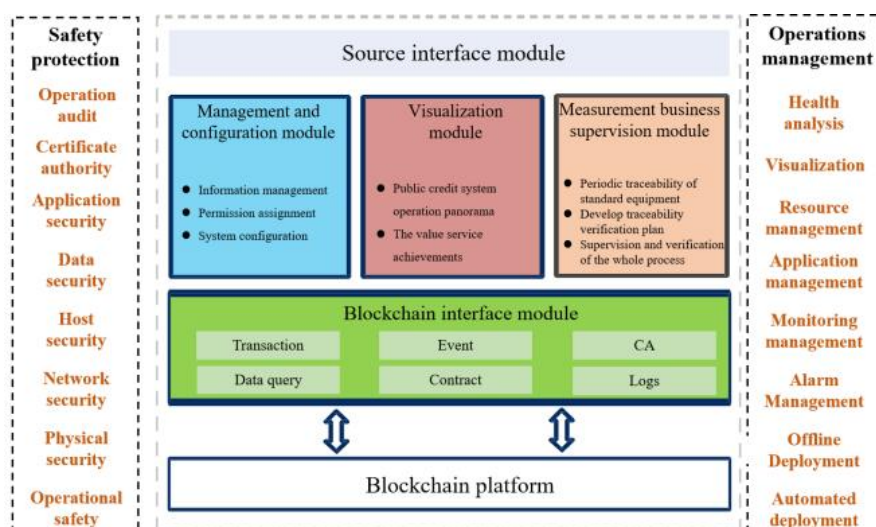 Safety
protection
Operation
audit
Certificate
authority
Application
security
Data
security
Host
security
Network
security
Physical
security
Operational
safety
Source interface module
Management and
configuration module
● Information management
● Permission assignment
● System configuration
Visualization
module
● Public credit system
operation panorama
● The value service
achievements
Measurement business
supervision module
● Periodic traceability of
standard equipment
● Develop traceability
verification plan
● Supervision and verification
of the whole process
Blockchain interface module
Transaction
Event
CA
Data query
Contract
Logs
Blockchain platform
Operations
management
Health
analysis
Visualization
Resource
management
Application
management
Monitoring
management
Alarm
Management
Offline
Deployment
Automated
deployment